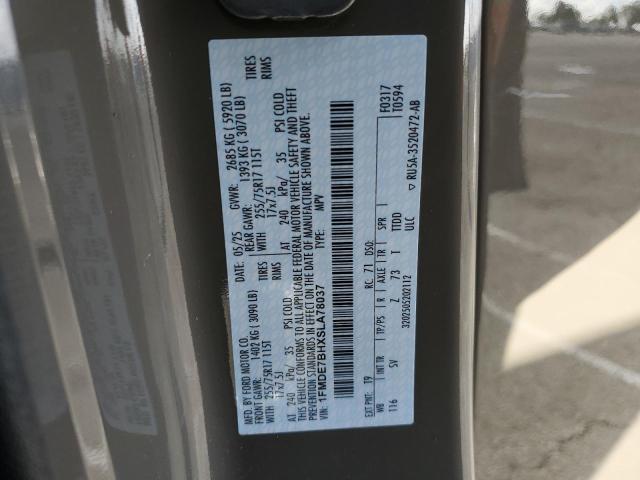 MFD. BY FORD MOTOR CO.
DATE: 05/25 GVWR: 2685 KG ( 5920 LB)
FRONT GAWR: 1402 KG (3090 LB) REAR GAWR: 1393 KG ( 3070 LB)
WITH 255/75R17 115T TIRES WITH 255/75R17 115T TIRES
17x7.5J RIMS 17x7.5J RIMS
AT 240 kPa/ 35 PSI COLD AT 240 kPa/ 35 PSI COLD
THIS VEHICLE CONFORMS TO ALL APPLICABLE FEDERAL MOTOR VEHICLE SAFETY AND THEFT
PREVENTION STANDARDS IN EFFECT ON THE DATE OF MANUFACTURE SHOWN ABOVE.
VIN: 1FMDE7BHXSLA78037 TYPE: MPV
F0317
T0594
EXT PNT: T9 RC: 71 DSO:
WB INT TR TP/PS R AXLE TR SPR
116 SV Z 73 T TTDD
ULC
3202505202112 ▽ RU5A-3520472-AB